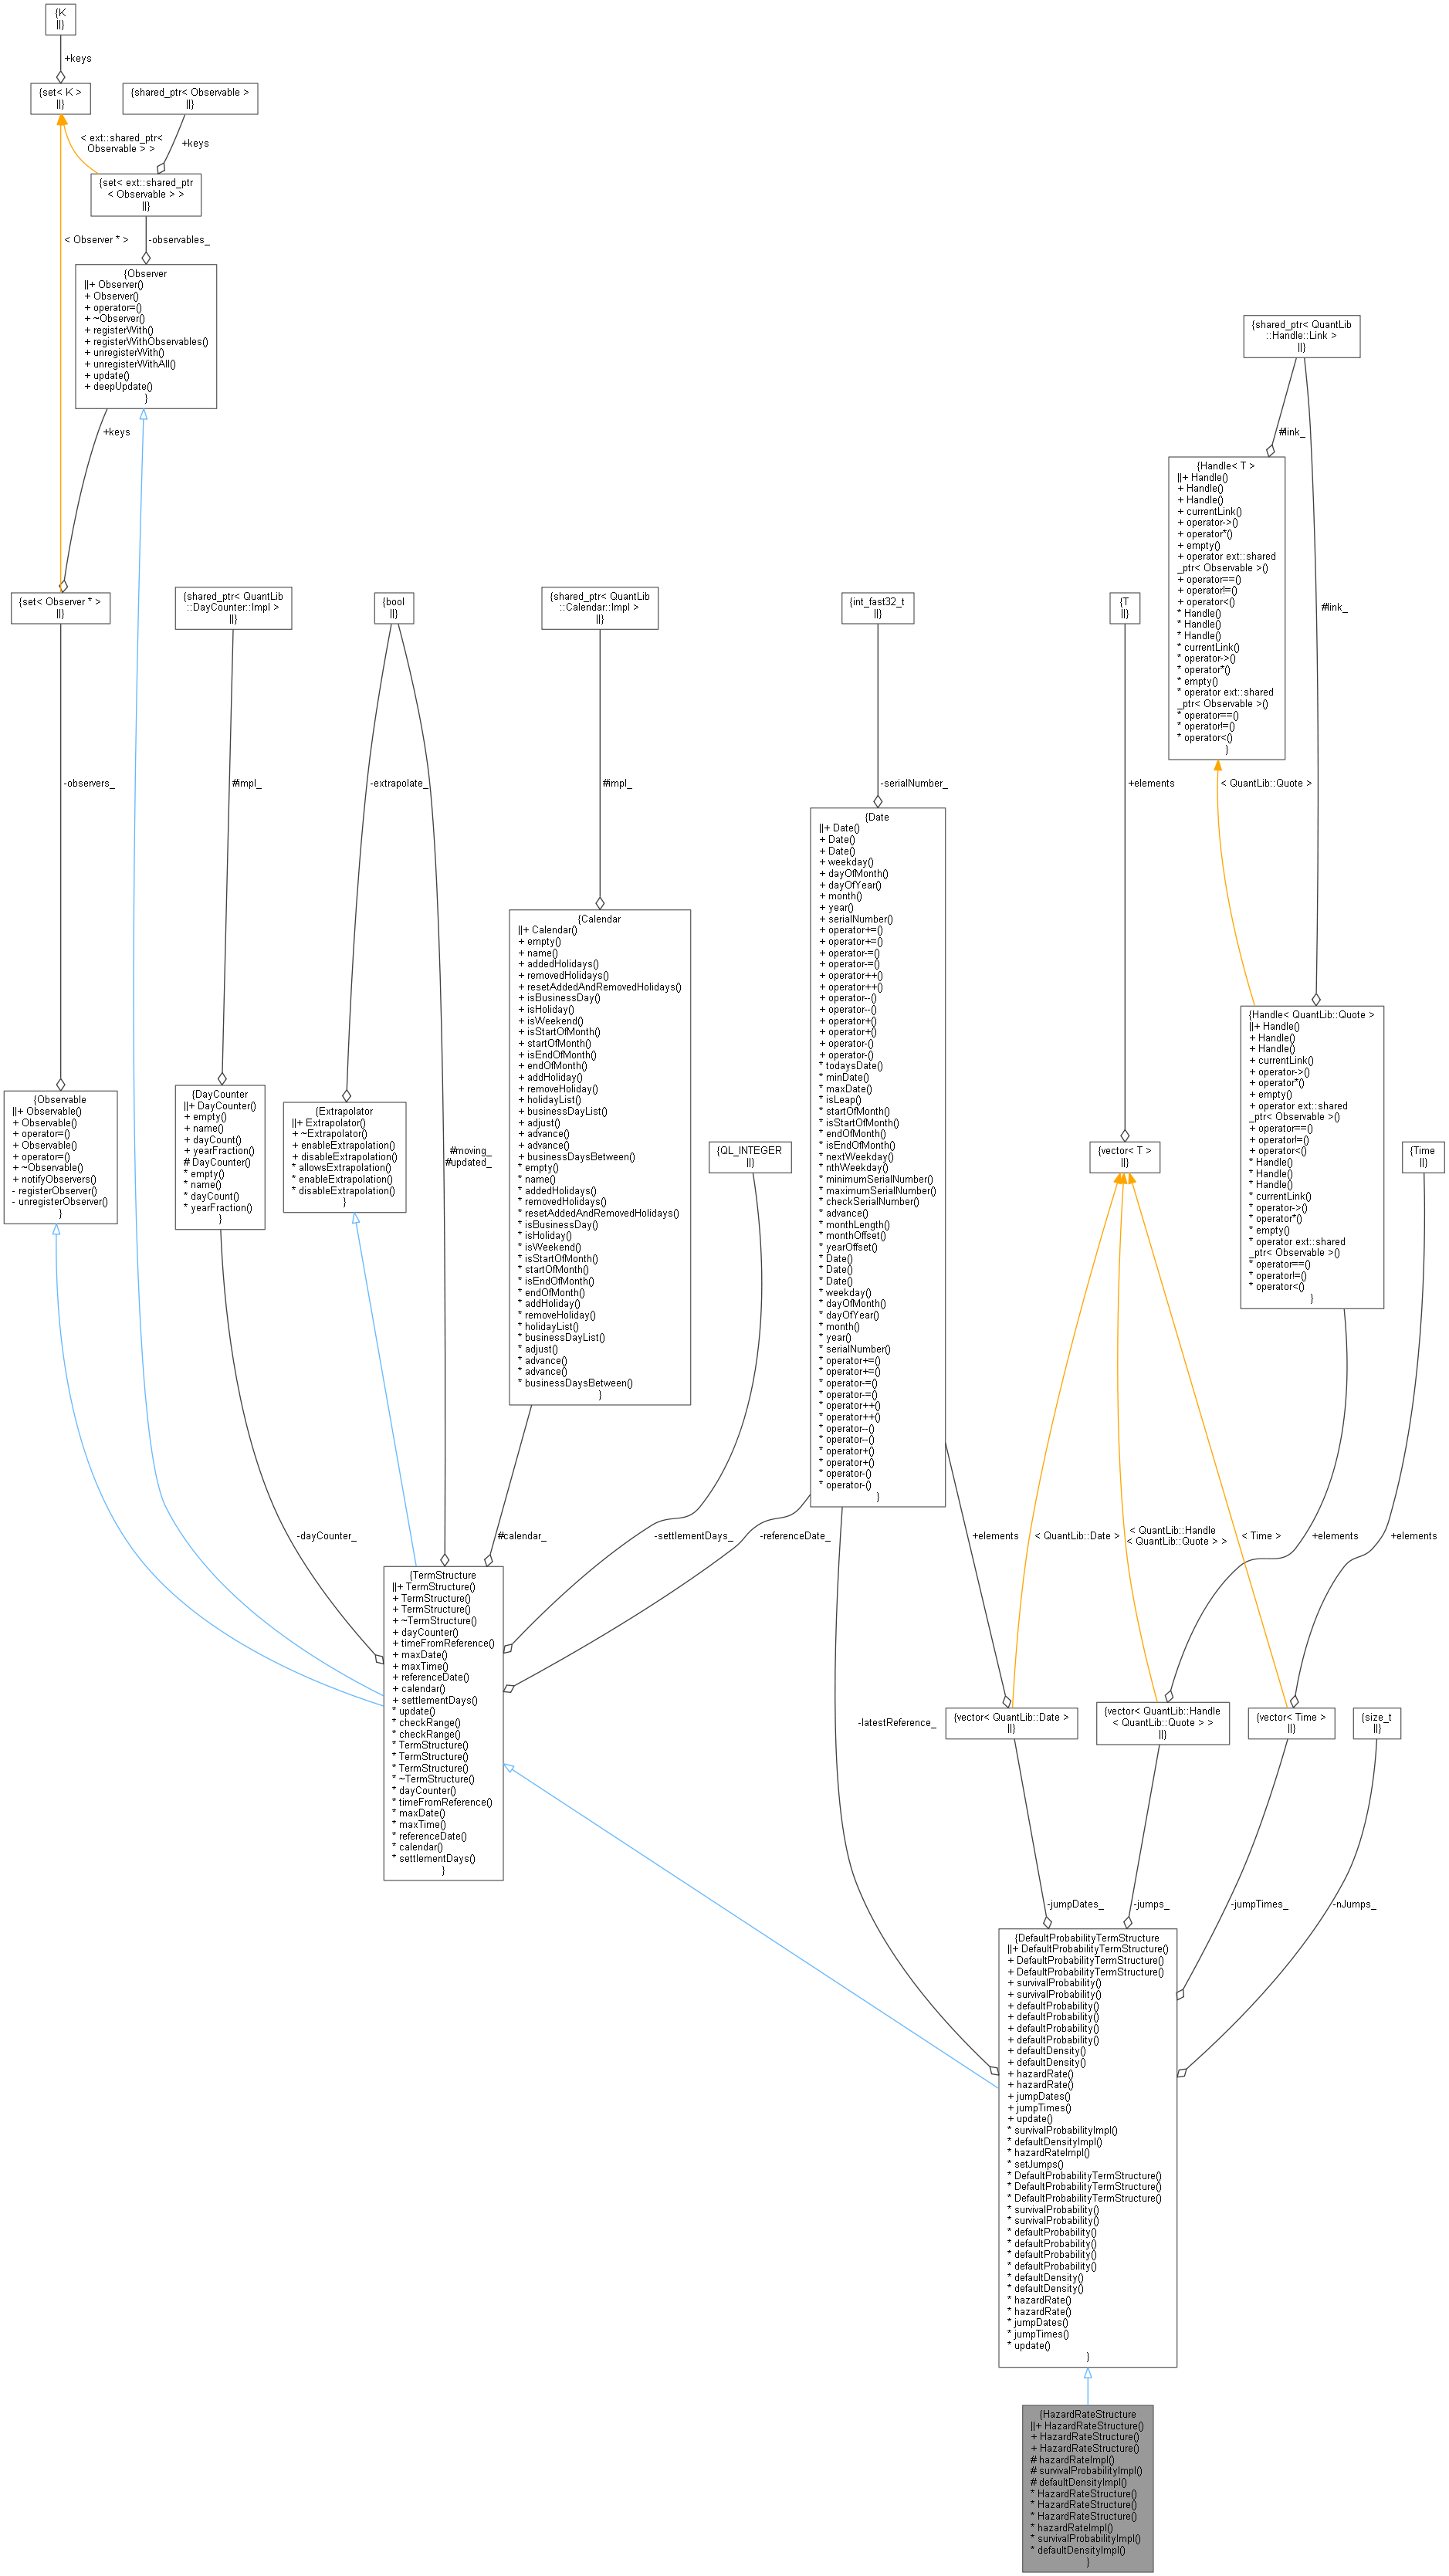 {K
||}
+keys
{set< K >
||}
{shared_ptr< Observable >
||}
< ext::shared_ptr<
Observable > >
+keys
{set< ext::shared_ptr
< Observable > >
||}
< Observer * >
-observables_
{Observer
||+ Observer()
+ Observer()
+ operator=()
+ ~Observer()
+ registerWith()
+ registerWithObservables()
+ unregisterWith()
+ unregisterWithAll()
+ update()
+ deepUpdate()
}
+keys
{shared_ptr< QuantLib
::Handle::Link >
||}
#link_
{Handle< T >
||+ Handle()
+ Handle()
+ Handle()
+ currentLink()
+ operator->()
+ operator*()
+ empty()
+ operator ext::shared
_ptr< Observable >()
+ operator==()
+ operator!=()
+ operator<()
* Handle()
* Handle()
* Handle()
* currentLink()
* operator->()
* operator*()
* empty()
* operator ext::shared
_ptr< Observable >()
* operator==()
* operator!=()
* operator<()
}
#link_
{set< Observer * >
||}
{shared_ptr< QuantLib
::DayCounter::Impl >
||}
{bool
||}
{shared_ptr< QuantLib
::Calendar::Impl >
||}
{int_fast32_t
||}
{T
||}
-observers_
#impl_
-extrapolate_
#impl_
-serialNumber_
+elements
< QuantLib::Quote >
{Date
||+ Date()
+ Date()
+ Date()
+ weekday()
+ dayOfMonth()
+ dayOfYear()
+ month()
+ year()
+ serialNumber()
+ operator+=()
+ operator+=()
+ operator-=()
+ operator-=()
+ operator++()
+ operator++()
+ operator--()
+ operator--()
+ operator+()
+ operator+()
+ operator-()
+ operator-()
* todaysDate()
* minDate()
* maxDate()
* isLeap()
* startOfMonth()
* isStartOfMonth()
* endOfMonth()
* isEndOfMonth()
* nextWeekday()
* nthWeekday()
* minimumSerialNumber()
* maximumSerialNumber()
* checkSerialNumber()
* advance()
* monthLength()
* monthOffset()
* yearOffset()
* Date()
* Date()
* Date()
* weekday()
* dayOfMonth()
* dayOfYear()
* month()
* year()
* serialNumber()
* operator+=()
* operator+=()
* operator-=()
* operator-=()
* operator++()
* operator++()
* operator--()
* operator--()
* operator+()
* operator+()
* operator-()
* operator-()
}
{Calendar
||+ Calendar()
+ empty()
+ name()
+ addedHolidays()
+ removedHolidays()
+ resetAddedAndRemovedHolidays()
+ isBusinessDay()
+ isHoliday()
+ isWeekend()
+ isStartOfMonth()
+ startOfMonth()
+ isEndOfMonth()
+ endOfMonth()
+ addHoliday()
+ removeHoliday()
+ holidayList()
+ businessDayList()
+ adjust()
+ advance()
+ advance()
+ businessDaysBetween()
* empty()
* name()
* addedHolidays()
* removedHolidays()
* resetAddedAndRemovedHolidays()
* isBusinessDay()
* isHoliday()
* isWeekend()
* isStartOfMonth()
* startOfMonth()
* isEndOfMonth()
* endOfMonth()
* addHoliday()
* removeHoliday()
* holidayList()
* businessDayList()
* adjust()
* advance()
* advance()
* businessDaysBetween()
}
{Handle< QuantLib::Quote >
||+ Handle()
+ Handle()
+ Handle()
+ currentLink()
+ operator->()
+ operator*()
+ empty()
+ operator ext::shared
_ptr< Observable >()
+ operator==()
+ operator!=()
+ operator<()
* Handle()
* Handle()
* Handle()
* currentLink()
* operator->()
* operator*()
* empty()
* operator ext::shared
_ptr< Observable >()
* operator==()
* operator!=()
* operator<()
}
{Observable
||+ Observable()
+ Observable()
+ operator=()
+ Observable()
+ operator=()
+ ~Observable()
+ notifyObservers()
- registerObserver()
- unregisterObserver()
}
{DayCounter
||+ DayCounter()
+ empty()
+ name()
+ dayCount()
+ yearFraction()
# DayCounter()
* empty()
* name()
* dayCount()
* yearFraction()
}
{Extrapolator
||+ Extrapolator()
+ ~Extrapolator()
+ enableExtrapolation()
+ disableExtrapolation()
* allowsExtrapolation()
* enableExtrapolation()
* disableExtrapolation()
}
#moving_
#updated_
{QL_INTEGER
||}
{vector< T >
||}
{Time
||}
-dayCounter_
#calendar_
-settlementDays_
-referenceDate_
+elements
< QuantLib::Date >
< QuantLib::Handle
< QuantLib::Quote > >
< Time >
+elements
+elements
{TermStructure
||+ TermStructure()
+ TermStructure()
+ TermStructure()
+ ~TermStructure()
+ dayCounter()
+ timeFromReference()
+ maxDate()
+ maxTime()
+ referenceDate()
+ calendar()
+ settlementDays()
* update()
* checkRange()
* checkRange()
* TermStructure()
* TermStructure()
* TermStructure()
* ~TermStructure()
* dayCounter()
* timeFromReference()
* maxDate()
* maxTime()
* referenceDate()
* calendar()
* settlementDays()
}
-latestReference_
{vector< QuantLib::Date >
||}
{vector< QuantLib::Handle
< QuantLib::Quote > >
||}
{vector< Time >
||}
{size_t
||}
-jumpDates_
-jumps_
-jumpTimes_
-nJumps_
{DefaultProbabilityTermStructure
||+ DefaultProbabilityTermStructure()
+ DefaultProbabilityTermStructure()
+ DefaultProbabilityTermStructure()
+ survivalProbability()
+ survivalProbability()
+ defaultProbability()
+ defaultProbability()
+ defaultProbability()
+ defaultProbability()
+ defaultDensity()
+ defaultDensity()
+ hazardRate()
+ hazardRate()
+ jumpDates()
+ jumpTimes()
+ update()
* survivalProbabilityImpl()
* defaultDensityImpl()
* hazardRateImpl()
* setJumps()
* DefaultProbabilityTermStructure()
* DefaultProbabilityTermStructure()
* DefaultProbabilityTermStructure()
* survivalProbability()
* survivalProbability()
* defaultProbability()
* defaultProbability()
* defaultProbability()
* defaultProbability()
* defaultDensity()
* defaultDensity()
* hazardRate()
* hazardRate()
* jumpDates()
* jumpTimes()
* update()
}
{HazardRateStructure
||+ HazardRateStructure()
+ HazardRateStructure()
+ HazardRateStructure()
# hazardRateImpl()
# survivalProbabilityImpl()
# defaultDensityImpl()
* HazardRateStructure()
* HazardRateStructure()
* HazardRateStructure()
* hazardRateImpl()
* survivalProbabilityImpl()
* defaultDensityImpl()
}